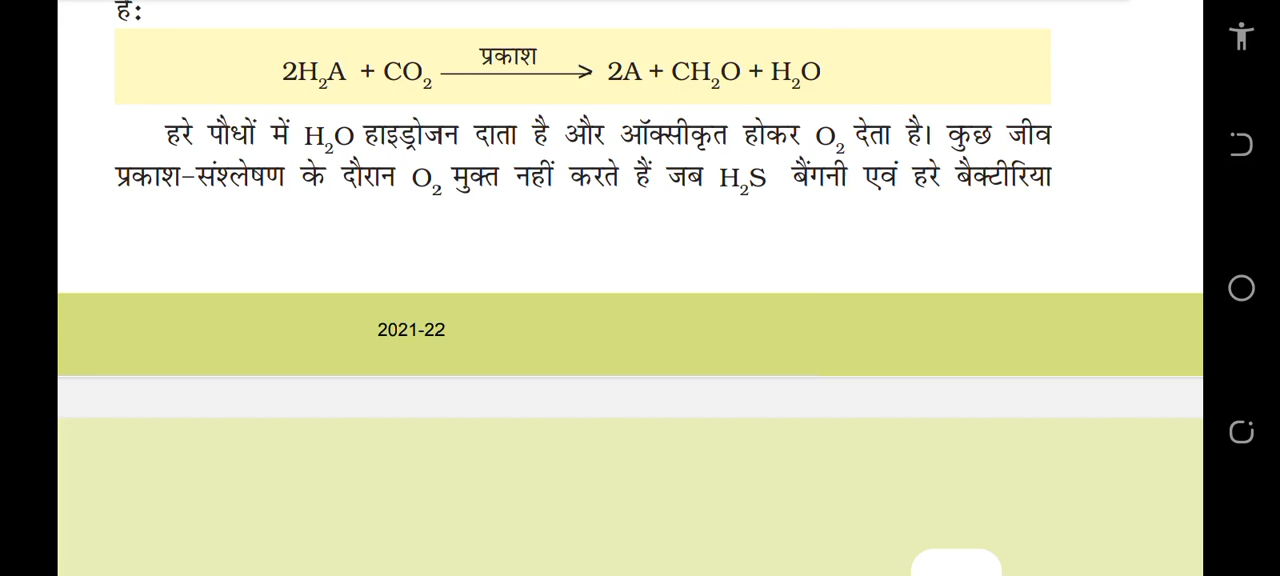 हैः
प्रकाश
2H₂A + CO₂ ⟶ 2A + CH₂O + H₂O
हरे पौधों में H₂O हाइड्रोजन दाता है और ऑक्सीकृत होकर O₂ देता है। कुछ जीव
प्रकाश-संश्लेषण के दौरान O₂ मुक्त नहीं करते हैं जब H₂S बैंगनी एवं हरे बैक्टीरिया
2021-22